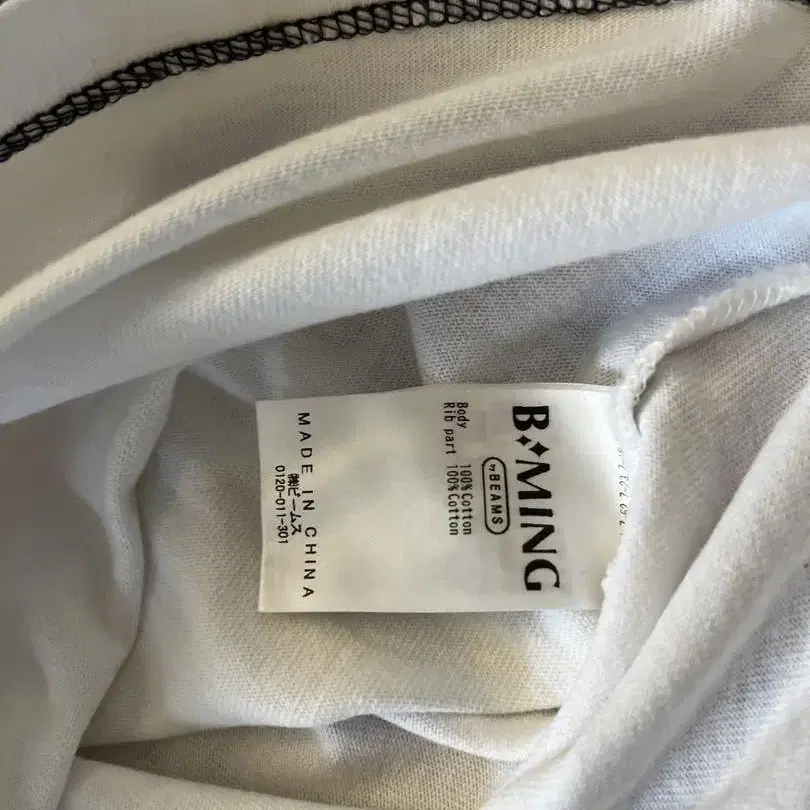 B✦MING
by BEAMS
Body 100% Cotton
Rib part 100% Cotton
MADE IN CHINA
㈱ビームス
0120-011-301